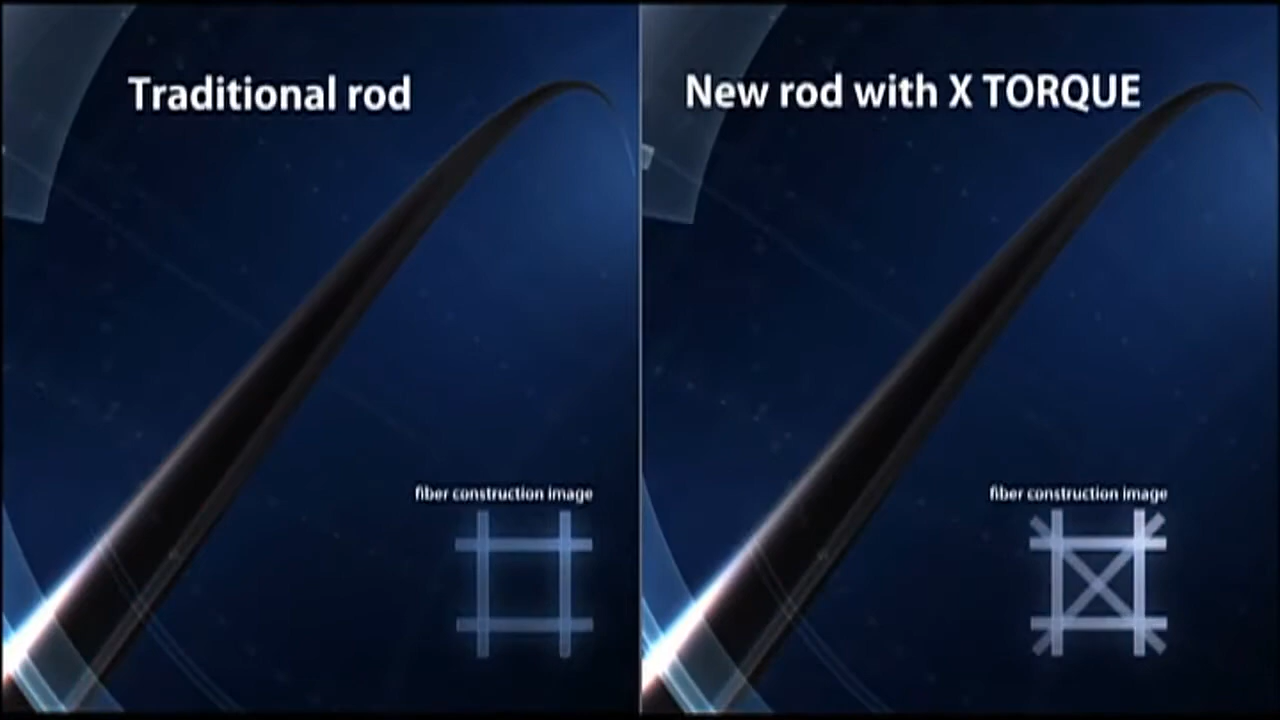 Traditional rod
New rod with X TORQUE
fiber construction image
fiber construction image